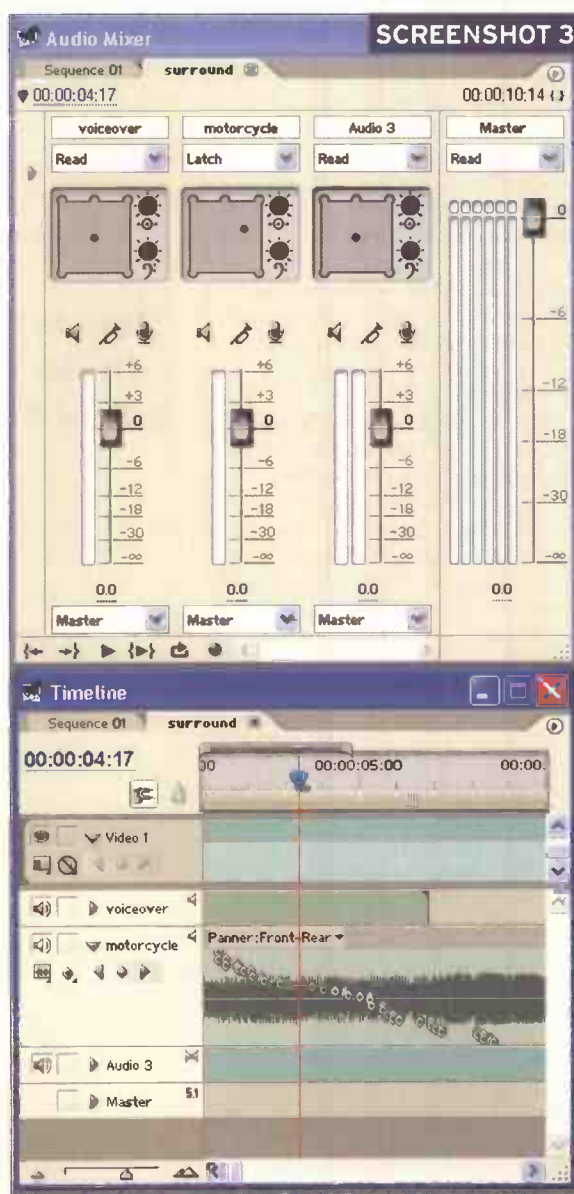 Audio Mixer
SCREENSHOT 3
Sequence 01 surround
00:00:04:17 00:00:10:14
voiceover motorcycle Audio 3 Master
Read Latch Read Read
+6 +6 +6 0
+3 +3 +3 -6
0 0 0 -12
-6 -6 -6 -18
-12 -12 -12 -30
-18 -18 -18
-30 -30 -30
-∞ -∞ -∞ -∞
0.0 0.0 0.0 0.0
Master Master Master
Timeline
Sequence 01 surround
00:00:04:17
00:00:05:00 00:00
Video 1
voiceover
motorcycle Panner:Front-Rear
Audio 3
Master 5.1